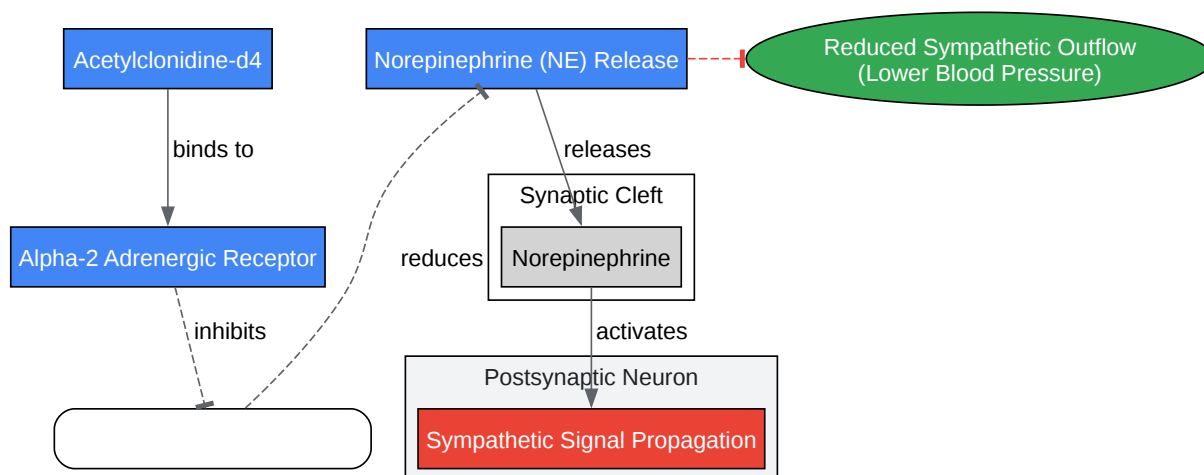 Acetylclonidine-d4
Norepinephrine (NE) Release
Reduced Sympathetic Outflow
(Lower Blood Pressure)
binds to
releases
Synaptic Cleft
Alpha-2 Adrenergic Receptor
reduces
Norepinephrine
inhibits
activates
Postsynaptic Neuron
Sympathetic Signal Propagation